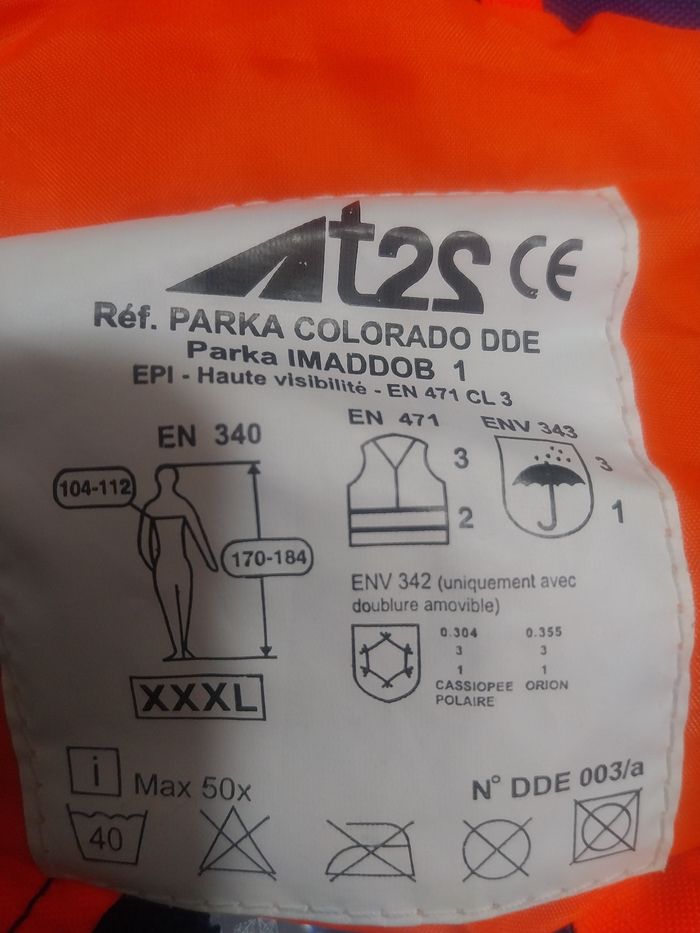 t2S CE
Réf. PARKA COLORADO DDE
Parka IMADDOB 1
EPI - Haute visibilité - EN 471 CL 3
EN 340
104-112
170-184
XXXL
EN 471
3
2
ENV 343
3
1
ENV 342 (uniquement avec
doublure amovible)
0.304 0.355
3 3
1 1
CASSIOPEE ORION
POLAIRE
i Max 50x
N° DDE 003/a
40